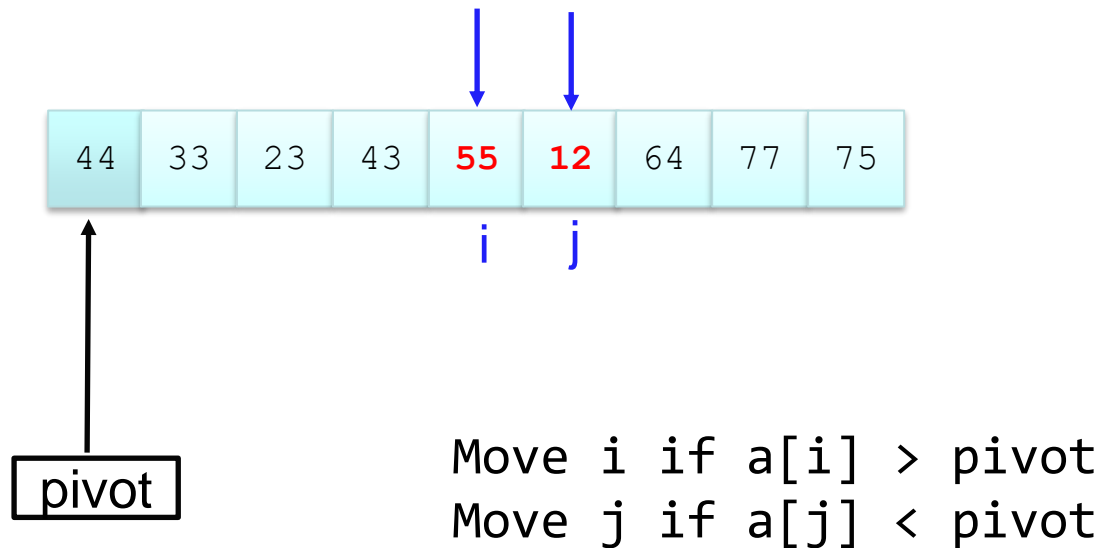 44 33 23 43 55 12 64 77 75
i j
pivot
Move i if a[i] > pivot
Move j if a[j] < pivot